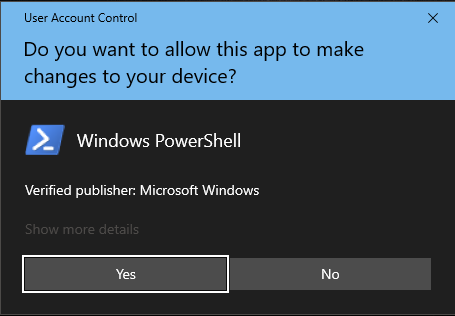 User Account Control
Do you want to allow this app to make
changes to your device?
Windows PowerShell
Verified publisher: Microsoft Windows
Show more details
Yes
No